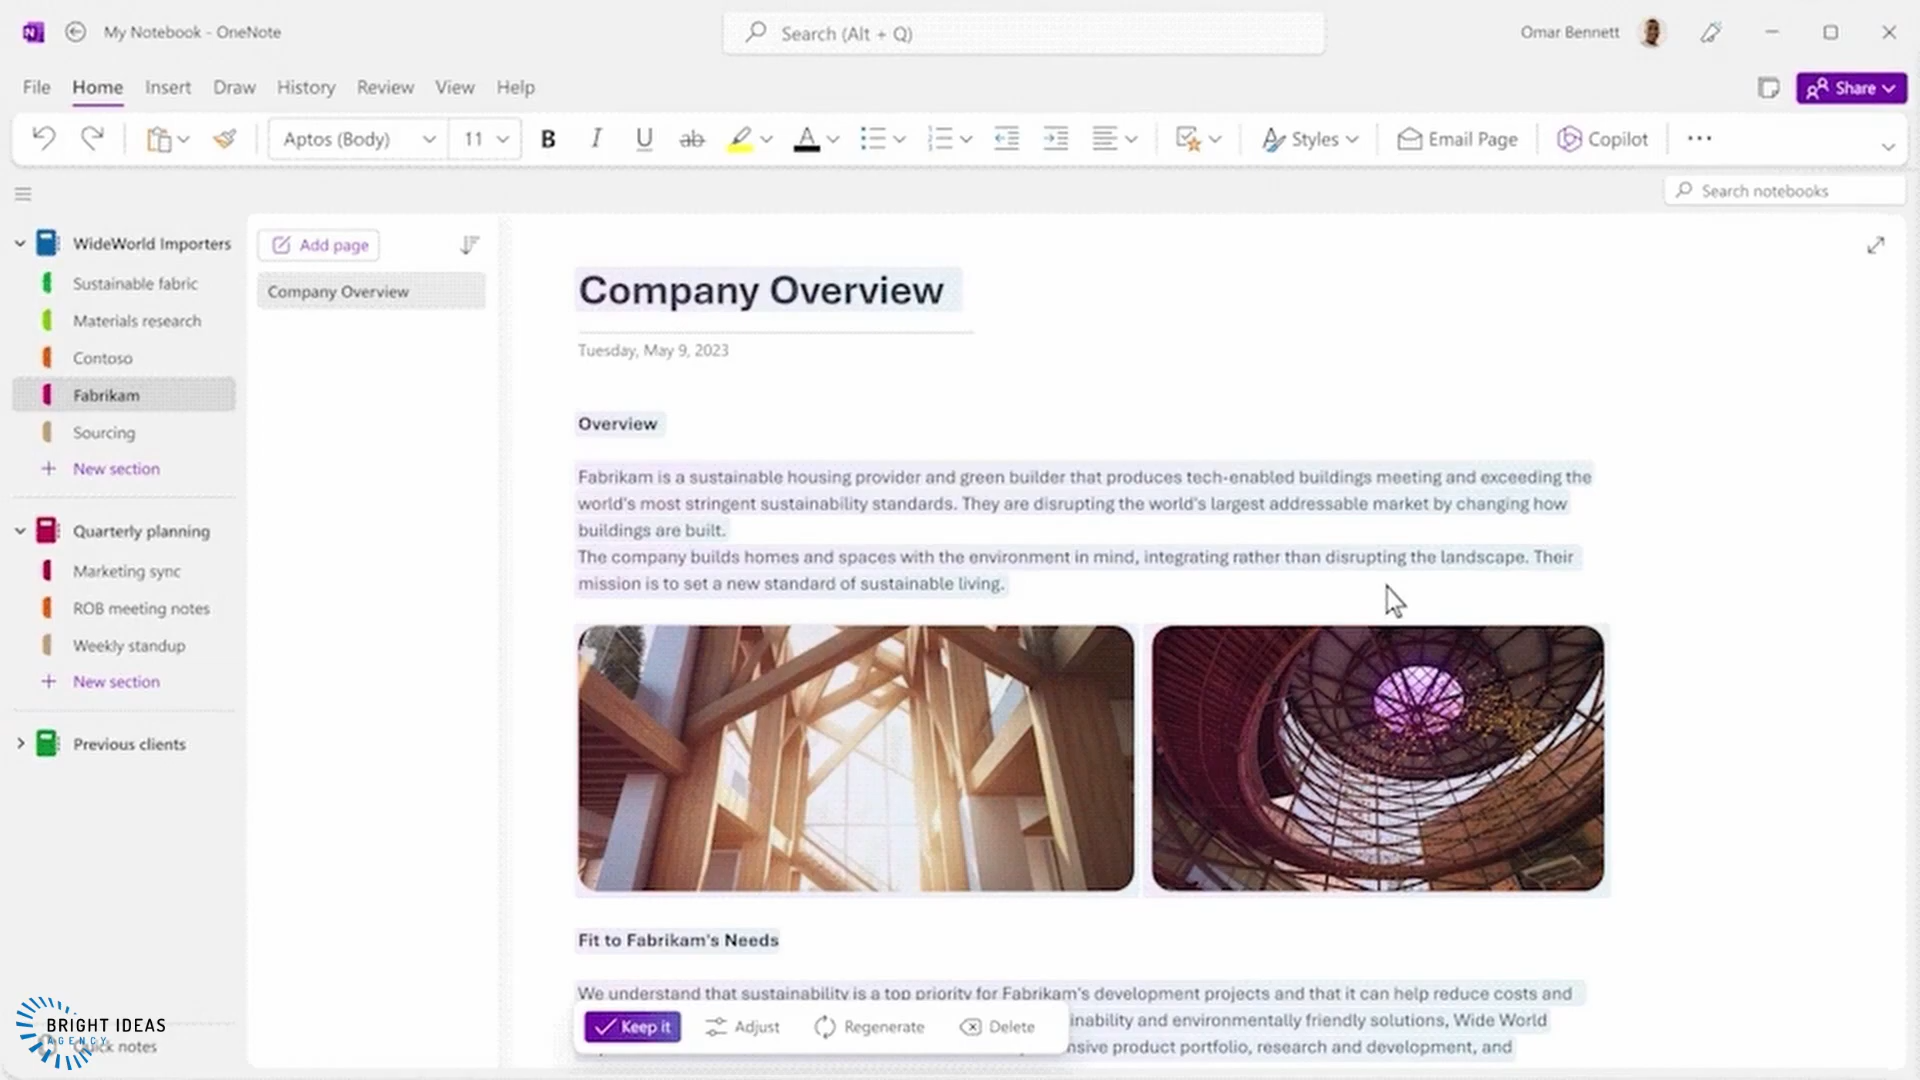 My Notebook - OneNote
Search (Alt + Q)
Omar Bennett
File Home Insert Draw History Review View Help
Share
Aptos (Body) 11 B I U ab A Styles Email Page Copilot
Search notebooks
WideWorld Importers
Sustainable fabric
Materials research
Contoso
Fabrikam
Sourcing
New section
Quarterly planning
Marketing sync
ROB meeting notes
Weekly standup
New section
Previous clients
Quick notes
BRIGHT IDEAS
AGENCY
Add page
Company Overview
Company Overview
Tuesday, May 9, 2023
Overview
Fabrikam is a sustainable housing provider and green builder that produces tech-enabled buildings meeting and exceeding the
world's most stringent sustainability standards. They are disrupting the world's largest addressable market by changing how
buildings are built.
The company builds homes and spaces with the environment in mind, integrating rather than disrupting the landscape. Their
mission is to set a new standard of sustainable living.
Fit to Fabrikam's Needs
We understand that sustainability is a top priority for Fabrikam's development projects and that it can help reduce costs and
inability and environmentally friendly solutions, Wide World
nsive product portfolio, research and development, and
Keep it Adjust Regenerate Delete